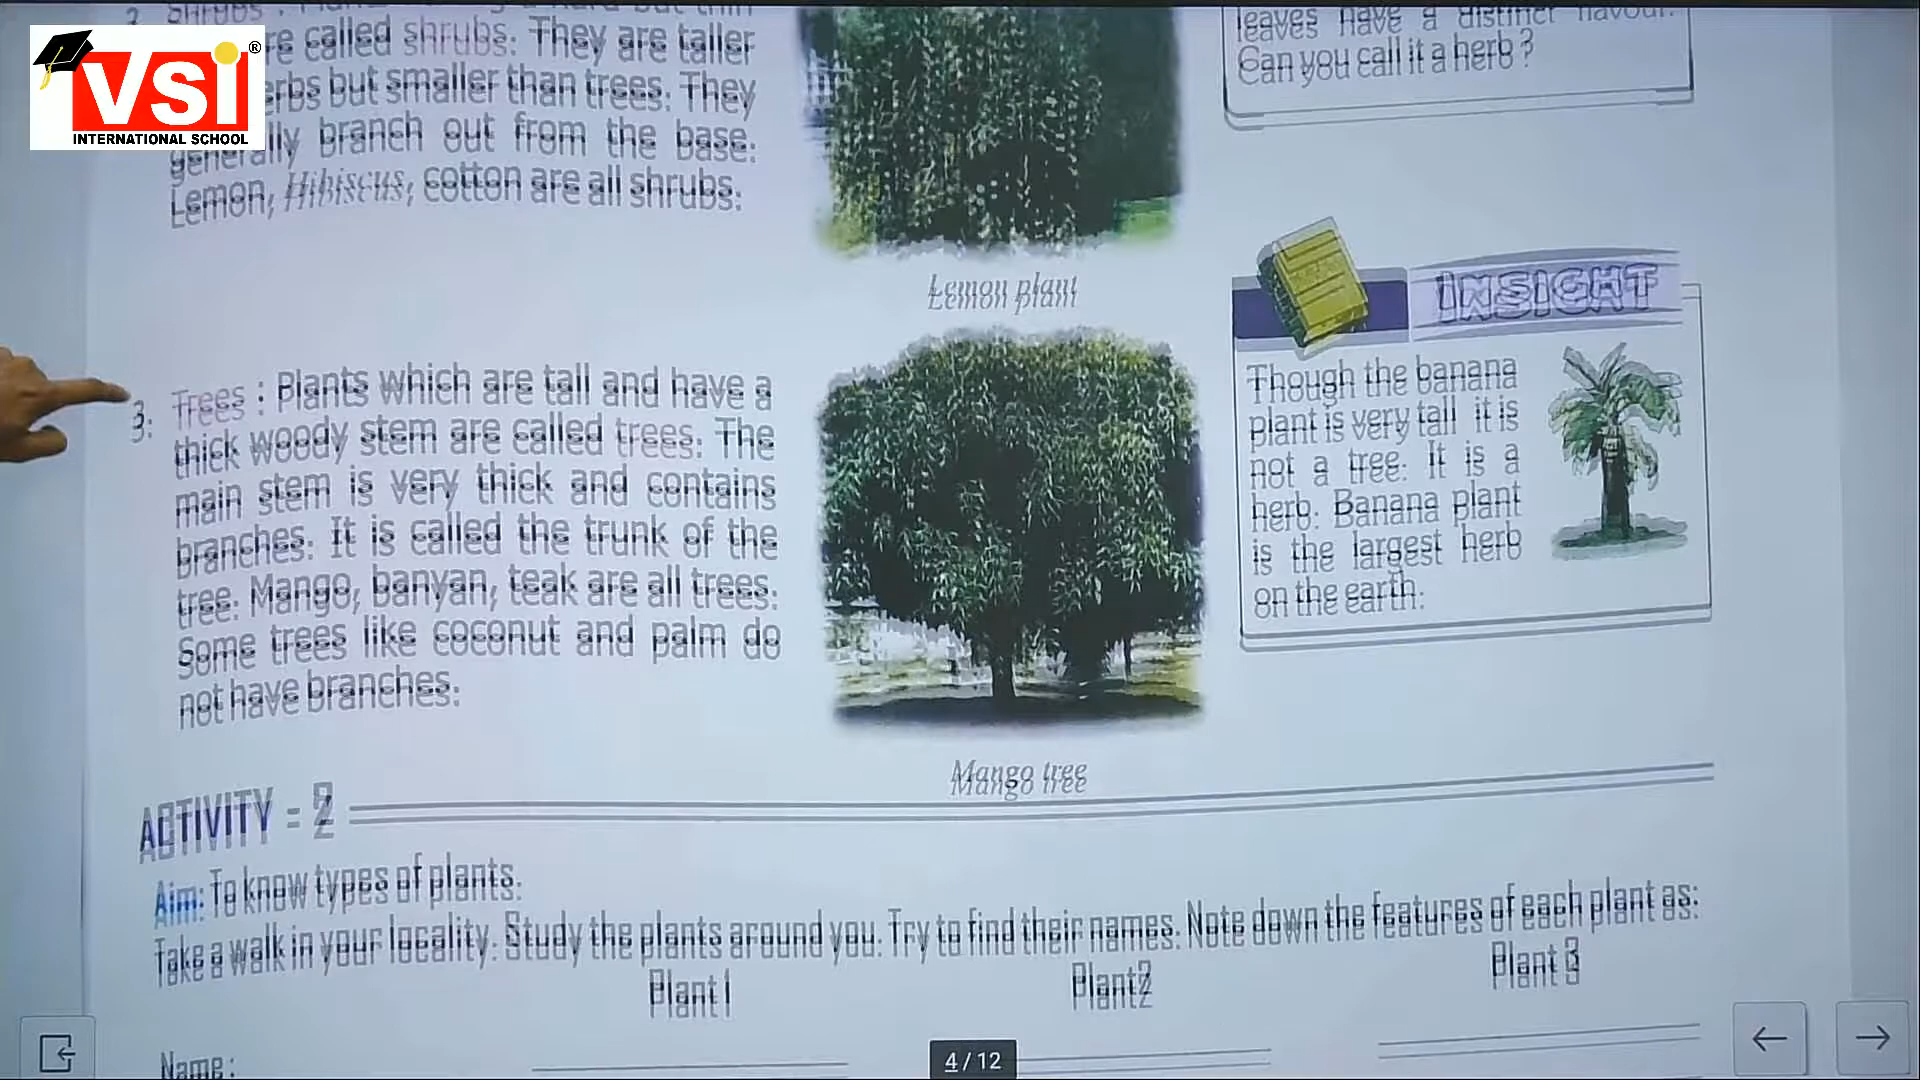 VSI
INTERNATIONAL SCHOOL
re called shrubs. They are taller
erbs but smaller than trees. They
generally branch out from the base.
Lemon, Hibiscus, cotton are all shrubs.
Lemon plant
leaves have a distinct flavour.
Can you call it a herb ?
3. Trees : Plants which are tall and have a
thick woody stem are called trees. The
main stem is very thick and contains
branches. It is called the trunk of the
tree. Mango, banyan, teak are all trees.
Some trees like coconut and palm do
not have branches.
Mango tree
INSIGHT
Though the banana
plant is very tall it is
not a tree. It is a
herb. Banana plant
is the largest herb
on the earth.
ACTIVITY - 2
Aim: To know types of plants.
Take a walk in your locality. Study the plants around you. Try to find their names. Note down the features of each plant as:
Plant 1 Plant 2 Plant 3
Name :
4 / 12